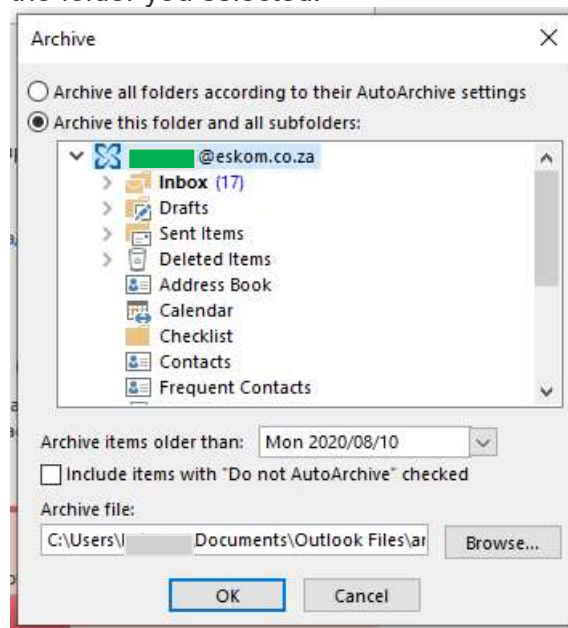 the folder you selected.
Archive
Archive all folders according to their AutoArchive settings
Archive this folder and all subfolders:
@eskom.co.za
Inbox (17)
Drafts
Sent Items
Deleted Items
Address Book
Calendar
Checklist
Contacts
Frequent Contacts
Archive items older than: Mon 2020/08/10
Include items with "Do not AutoArchive" checked
Archive file:
C:\Users\ Documents\Outlook Files\ar Browse...
OK Cancel